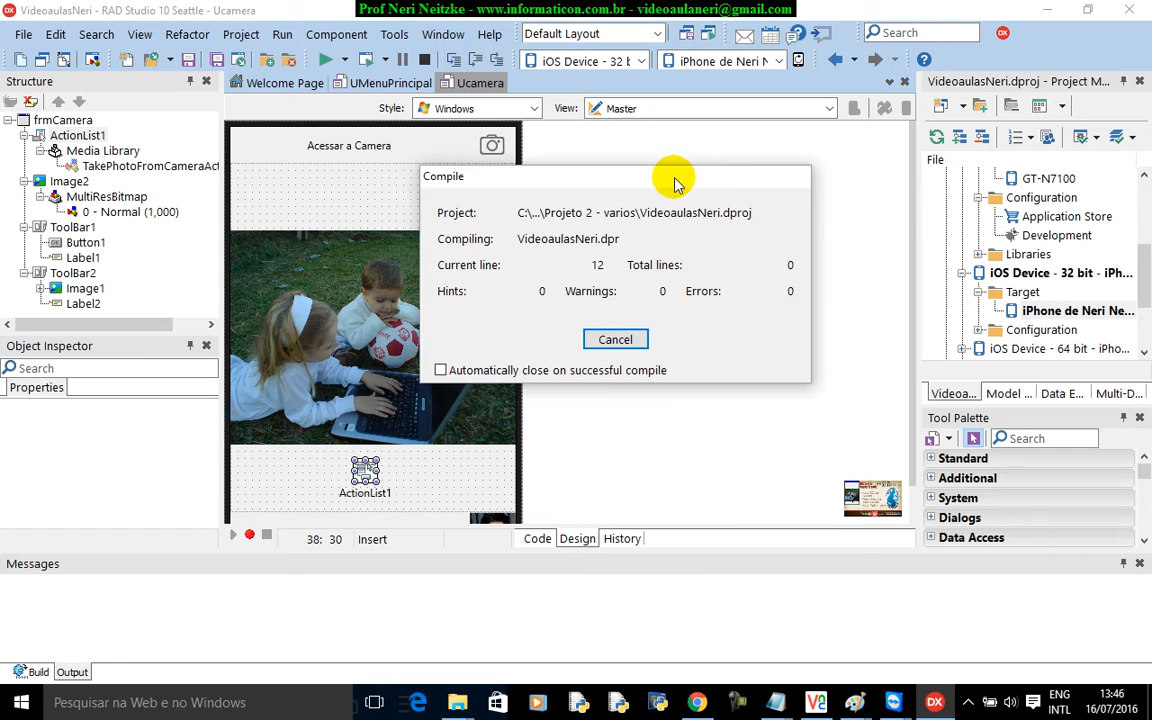 VideoaulasNeri - RAD Studio 10 Seattle - Ucamera
Prof Neri Neitzke - www.informaticon.com.br - videoaulaneri@gmail.com
File Edit Search View Refactor Project Run Component Tools Window Help
Default Layout
Search
iOS Device - 32 b
iPhone de Neri N
Structure
Welcome Page
UMenuPrincipal
Ucamera
VideoaulasNeri.dproj - Project M...
Style:
Windows
View:
Master
frmCamera
ActionList1
Media Library
TakePhotoFromCameraAct
Image2
MultiResBitmap
0 - Normal (1,000)
ToolBar1
Button1
Label1
ToolBar2
Image1
Label2
Object Inspector
Search
Properties
Acessar a Camera
ActionList1
Compile
Project: C:\...\Projeto 2 - varios\VideoaulasNeri.dproj
Compiling: VideoaulasNeri.dpr
Current line: 12 Total lines: 0
Hints: 0 Warnings: 0 Errors: 0
Cancel
Automatically close on successful compile
File
GT-N7100
Configuration
Application Store
Development
Libraries
iOS Device - 32 bit - iPh...
Target
iPhone de Neri Ne...
Configuration
iOS Device - 64 bit - iPho...
Videoa... Model ... Data E... Multi-D...
Tool Palette
Search
Standard
Additional
System
Dialogs
Data Access
38: 30 Insert
Code Design History
Messages
Build Output
Pesquisar na Web e no Windows
ENG
INTL
13:46
16/07/2016